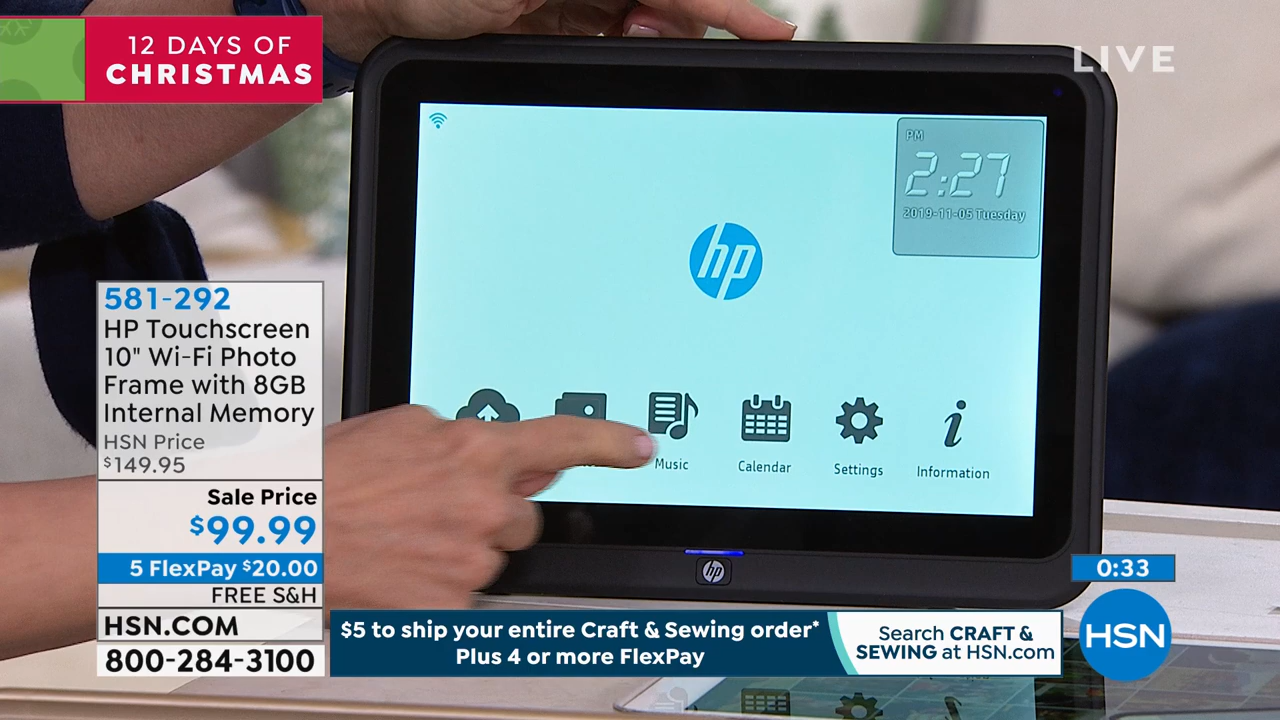 12 DAYS OF
CHRISTMAS
LIVE
PM
2:27
2019-11-05 Tuesday
hp
Music
Calendar
Settings
Information
hp
581-292
HP Touchscreen
10" Wi-Fi Photo
Frame with 8GB
Internal Memory
HSN Price
$149.95
Sale Price
$99.99
5 FlexPay $20.00
FREE S&H
HSN.COM
800-284-3100
0:33
$5 to ship your entire Craft & Sewing order*
Plus 4 or more FlexPay
Search CRAFT &
SEWING at HSN.com
HSN